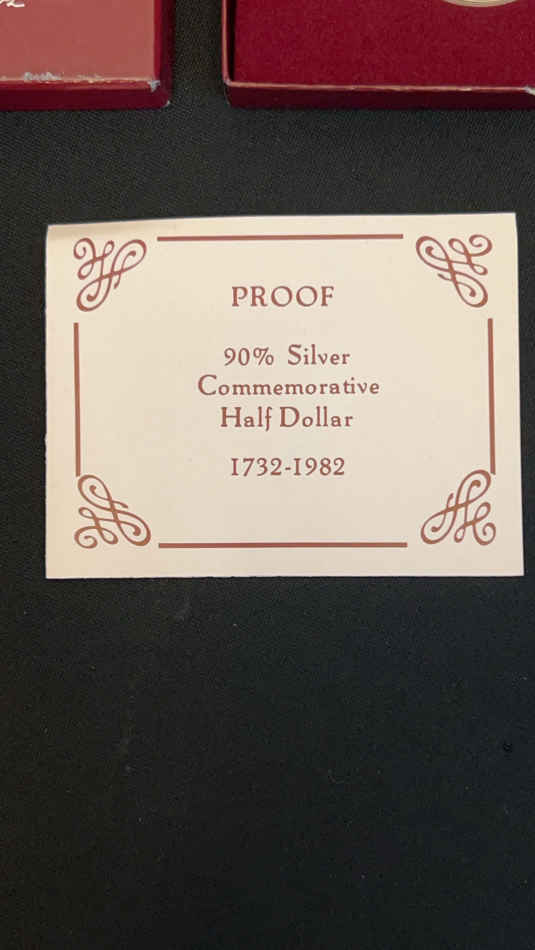 PROOF
90% Silver
Commemorative
Half Dollar
1732-1982